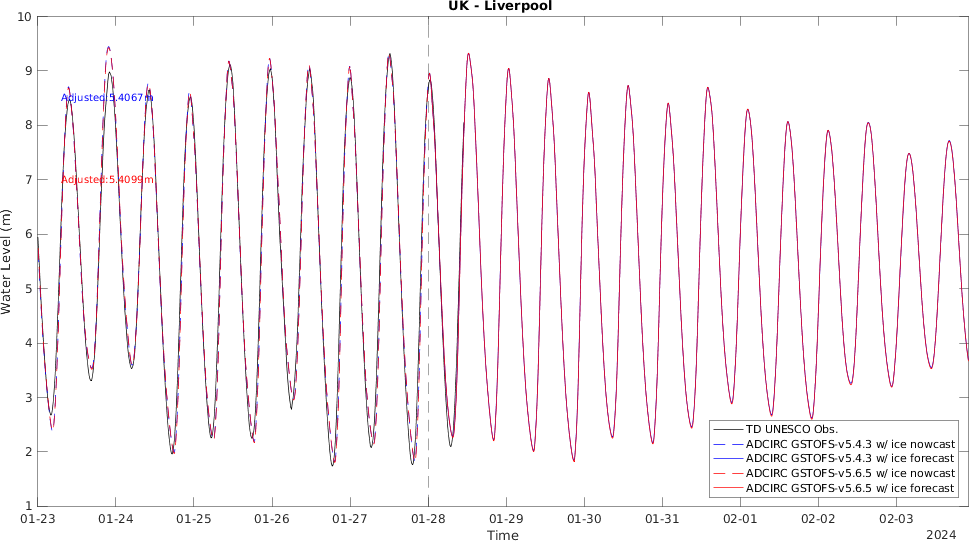 UK - Liverpool
10
9
8
7
6
5
4
3
2
1
Water Level (m)
Adjusted:5.4067m
Adjusted:5.4099m
TD UNESCO Obs.
ADCIRC GSTOFS-v5.4.3 w/ ice nowcast
ADCIRC GSTOFS-v5.4.3 w/ ice forecast
ADCIRC GSTOFS-v5.6.5 w/ ice nowcast
ADCIRC GSTOFS-v5.6.5 w/ ice forecast
01-23 01-24 01-25 01-26 01-27 01-28 01-29 01-30 01-31 02-01 02-02 02-03
Time
2024